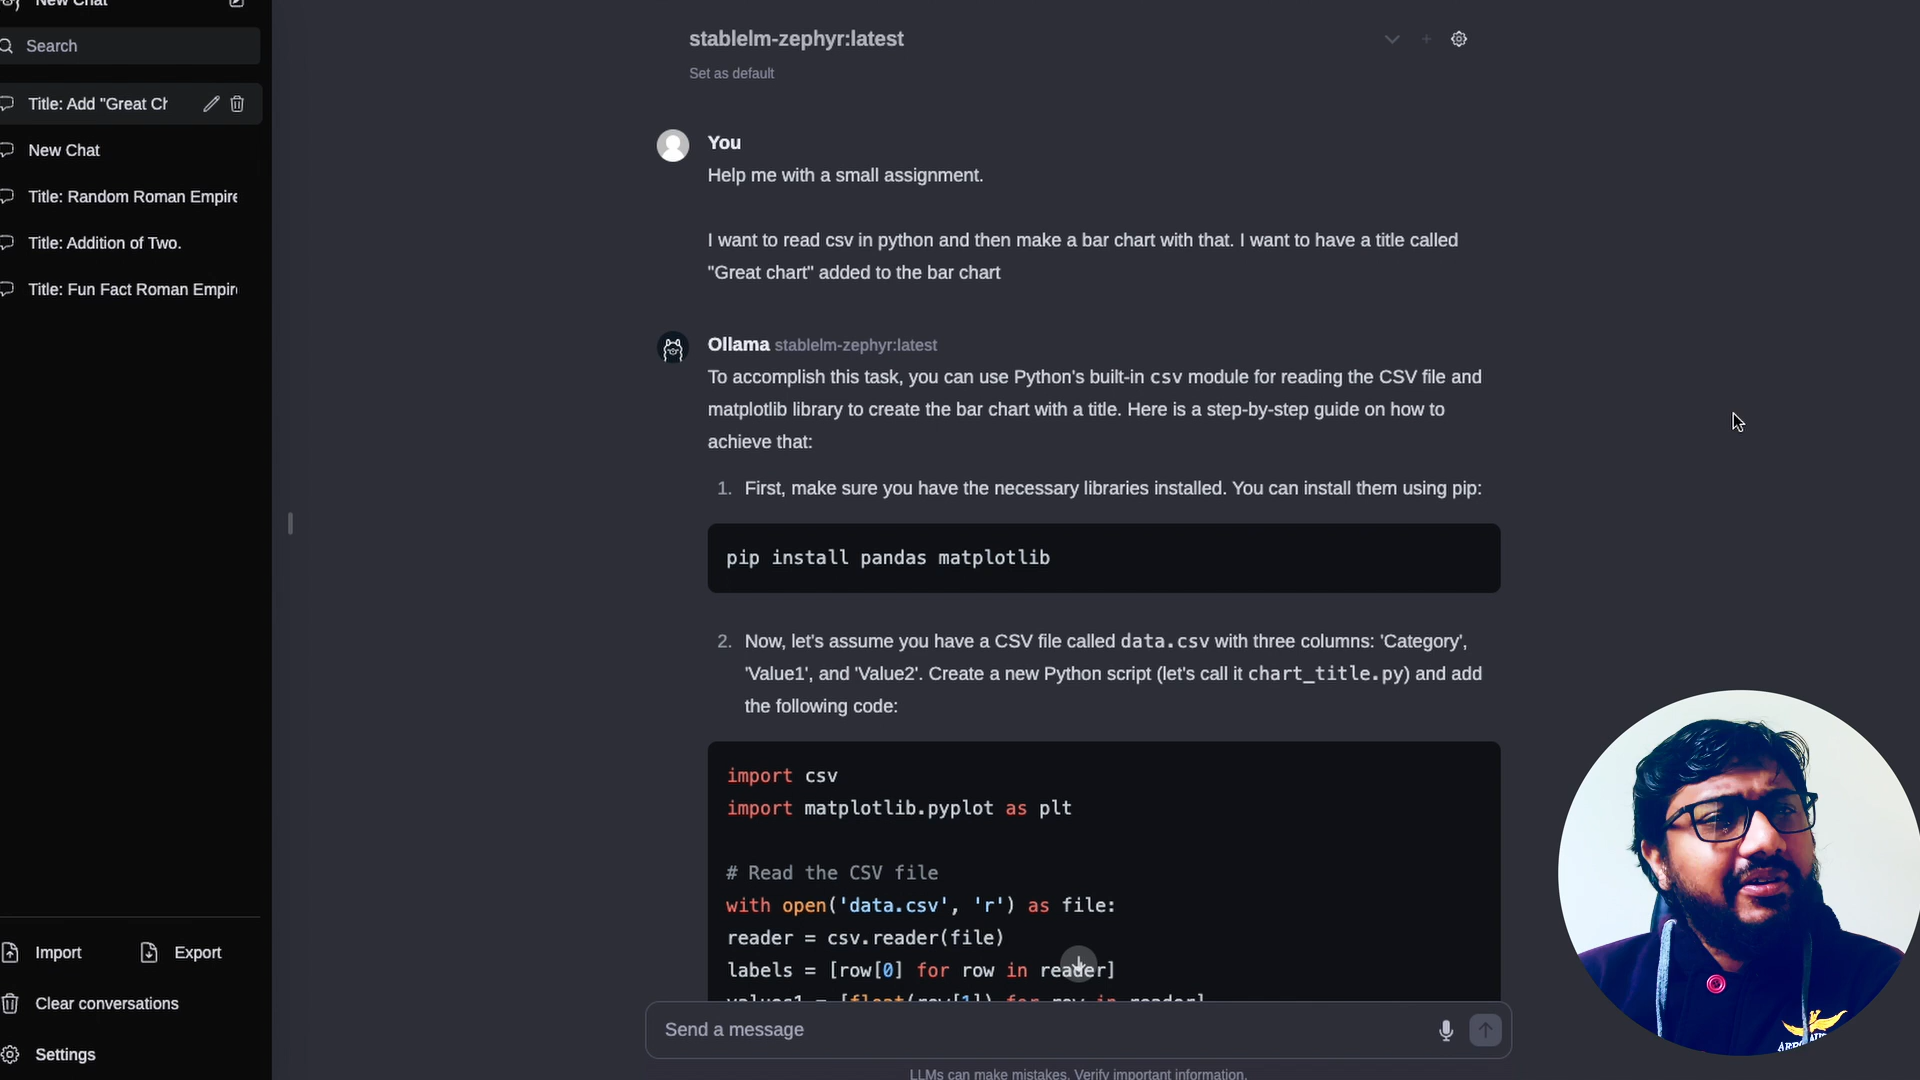 New Chat
Search
Title: Add "Great Ch
New Chat
Title: Random Roman Empire
Title: Addition of Two.
Title: Fun Fact Roman Empir
Import
Export
Clear conversations
Settings
stablelm-zephyr:latest
Set as default
You
Help me with a small assignment.
I want to read csv in python and then make a bar chart with that. I want to have a title called
"Great chart" added to the bar chart
Ollama stablelm-zephyr:latest
To accomplish this task, you can use Python's built-in csv module for reading the CSV file and
matplotlib library to create the bar chart with a title. Here is a step-by-step guide on how to
achieve that:
1. First, make sure you have the necessary libraries installed. You can install them using pip:
pip install pandas matplotlib
2. Now, let's assume you have a CSV file called data.csv with three columns: 'Category',
'Value1', and 'Value2'. Create a new Python script (let's call it chart_title.py) and add
the following code:
import csv
import matplotlib.pyplot as plt
# Read the CSV file
with open('data.csv', 'r') as file:
reader = csv.reader(file)
labels = [row[0] for row in reader]
values1 = [float(row[1]) for row in reader]
Send a message
LLMs can make mistakes. Verify important information.